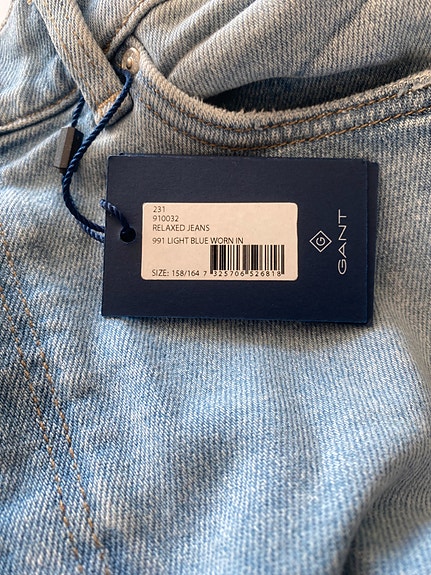 231
910032
RELAXED JEANS
991 LIGHT BLUE WORN IN
SIZE: 158/164 7 325706 526818
G
GANT